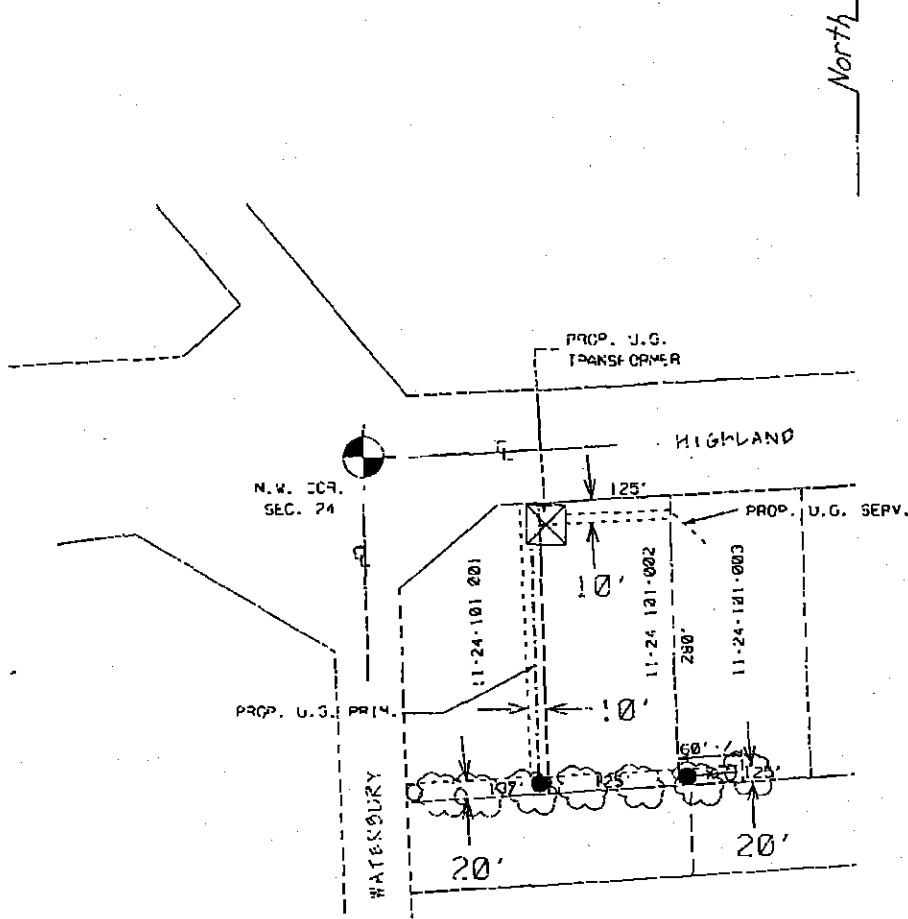 North
PROP. U.G.
TRANSFORMER
HIGHLAND
N.W. COR.
SEC. 24
125'
PROP. U.G. SERV.
10'
11-24-101-001
11-24-101-002
11-24-101-003
280'
PROP. U.G. PRIM.
10'
60'
125'
125'
WATERBURY
20'
20'